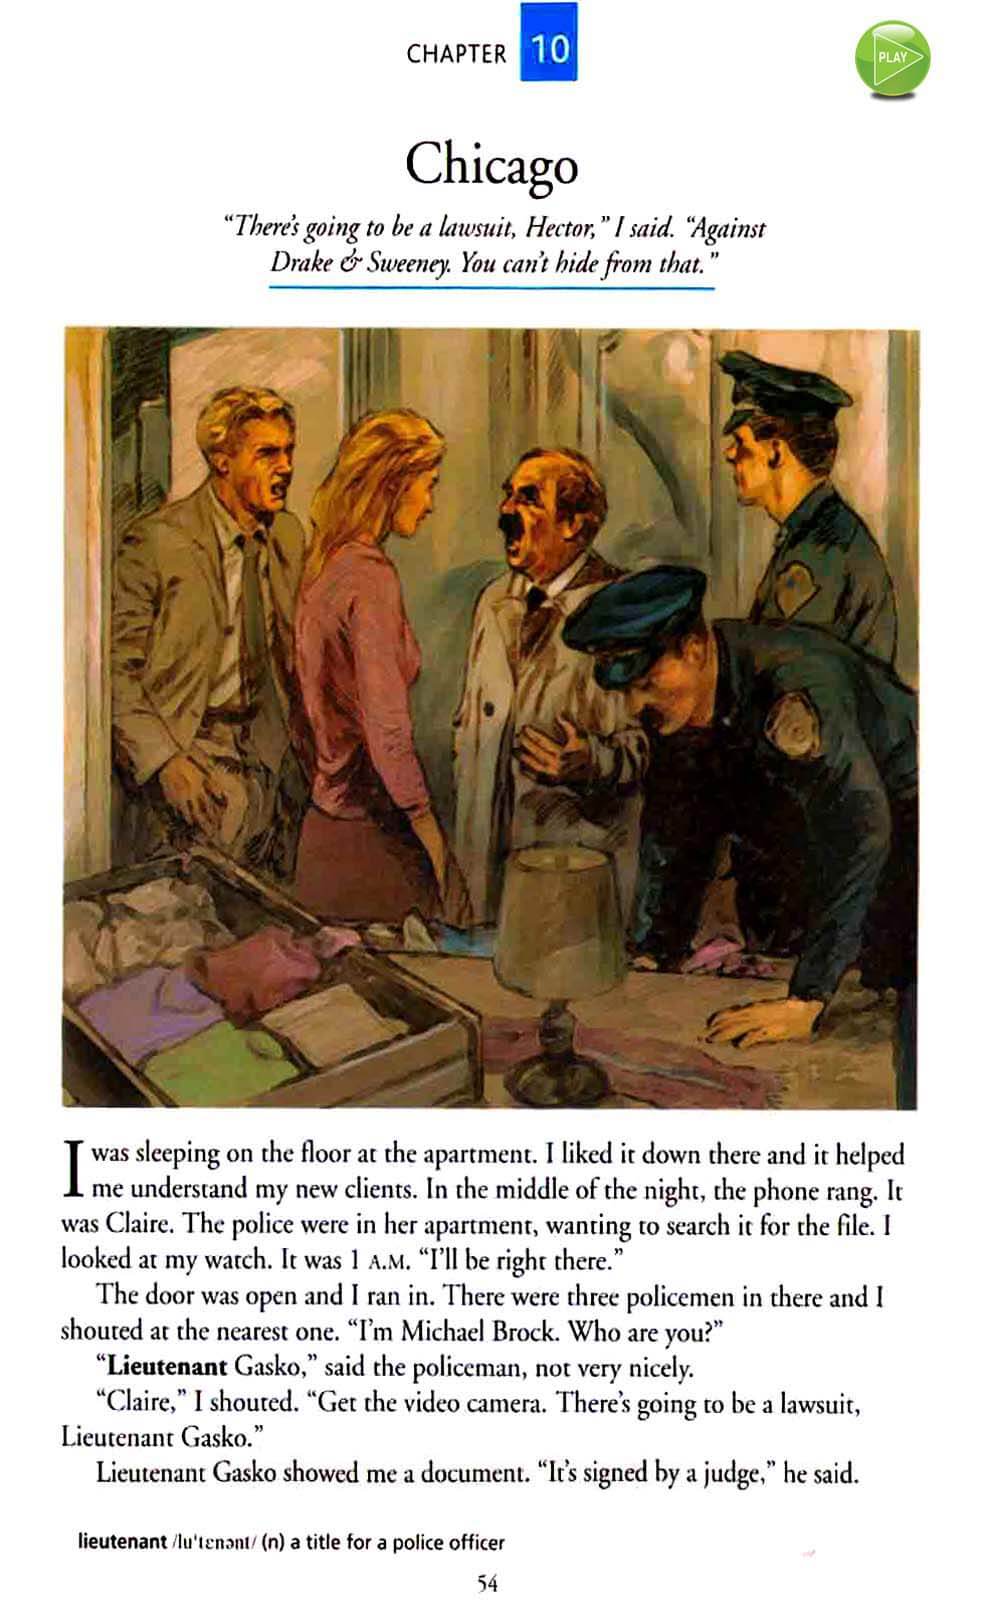 CHAPTER 10
PLAY
Chicago
“There’s going to be a lawsuit, Hector,” I said. “Against
Drake & Sweeney. You can’t hide from that.”
I was sleeping on the floor at the apartment. I liked it down there and it helped
me understand my new clients. In the middle of the night, the phone rang. It
was Claire. The police were in her apartment, wanting to search it for the file. I
looked at my watch. It was 1 A.M. “I’ll be right there.”
The door was open and I ran in. There were three policemen in there and I
shouted at the nearest one. “I’m Michael Brock. Who are you?”
“Lieutenant Gasko,” said the policeman, not very nicely.
“Claire,” I shouted. “Get the video camera. There’s going to be a lawsuit,
Lieutenant Gasko.”
Lieutenant Gasko showed me a document. “It’s signed by a judge,” he said.
lieutenant /luˈtɛnənt/ (n) a title for a police officer
54